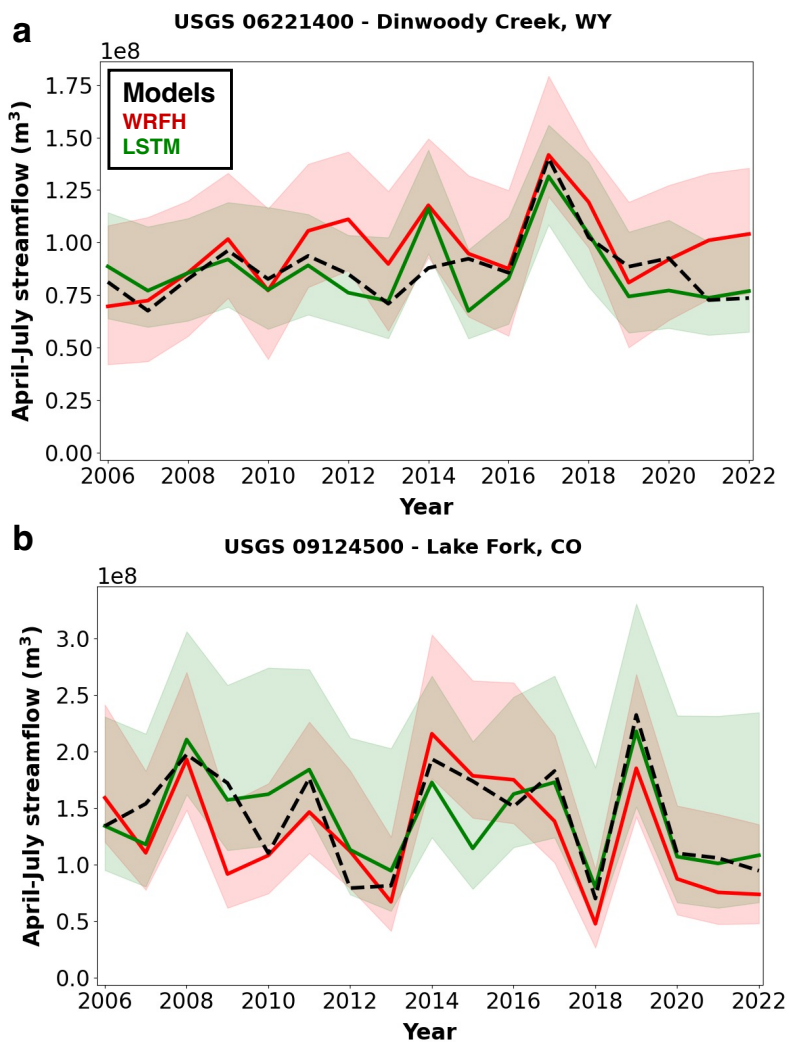 a
USGS 06221400 - Dinwoody Creek, WY
1e8
Models
WRFH
LSTM
April-July streamflow (m³)
1.75
1.50
1.25
1.00
0.75
0.50
0.25
0.00
2006 2008 2010 2012 2014 2016 2018 2020 2022
Year
b
USGS 09124500 - Lake Fork, CO
1e8
April-July streamflow (m³)
3.0
2.5
2.0
1.5
1.0
0.5
0.0
2006 2008 2010 2012 2014 2016 2018 2020 2022
Year